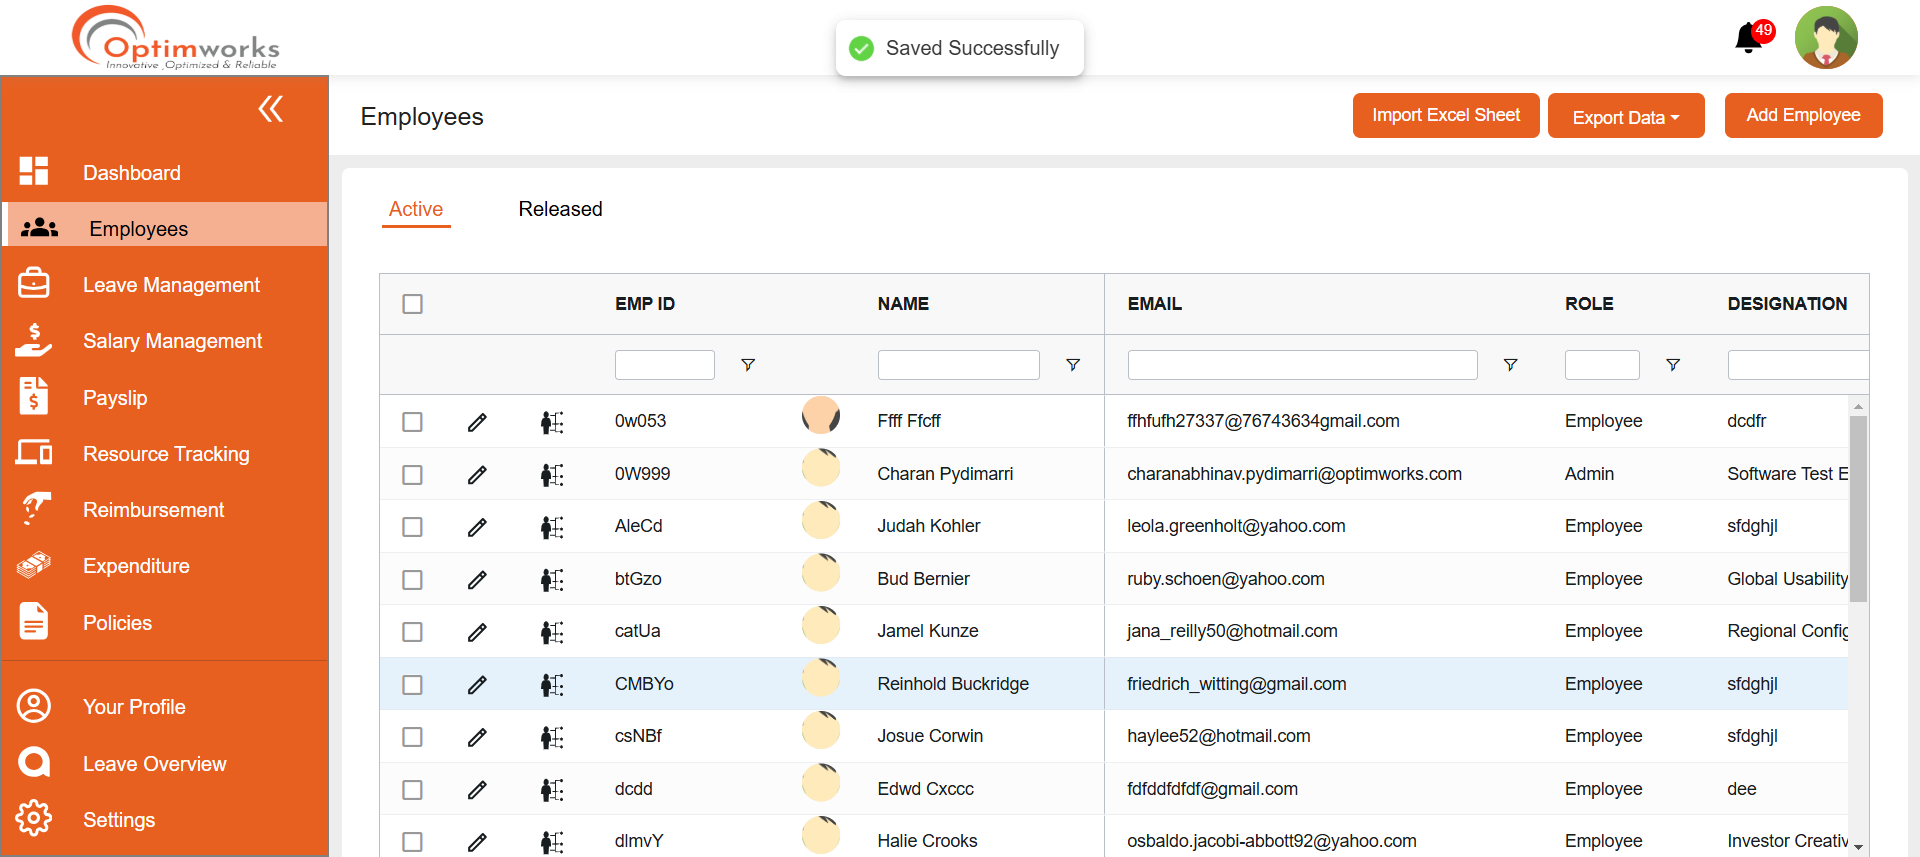 Optimworks
Innovative ,Optimized & Reliable
Saved Successfully
49
Employees
Import Excel Sheet
Export Data
Add Employee
Dashboard
Employees
Leave Management
Salary Management
Payslip
Resource Tracking
Reimbursement
Expenditure
Policies
Your Profile
Leave Overview
Settings
Active Released
EMP ID NAME EMAIL ROLE DESIGNATION
0w053 Ffff Ffcff ffhfufh27337@76743634gmail.com Employee dcdfr
0W999 Charan Pydimarri charanabhinav.pydimarri@optimworks.com Admin Software Test E
AleCd Judah Kohler leola.greenholt@yahoo.com Employee sfdghjl
btGzo Bud Bernier ruby.schoen@yahoo.com Employee Global Usability
catUa Jamel Kunze jana_reilly50@hotmail.com Employee Regional Config
CMBYo Reinhold Buckridge friedrich_witting@gmail.com Employee sfdghjl
csNBf Josue Corwin haylee52@hotmail.com Employee sfdghjl
dcdd Edwd Cxccc fdfddfdfdf@gmail.com Employee dee
dlmvY Halie Crooks osbaldo.jacobi-abbott92@yahoo.com Employee Investor Creativ